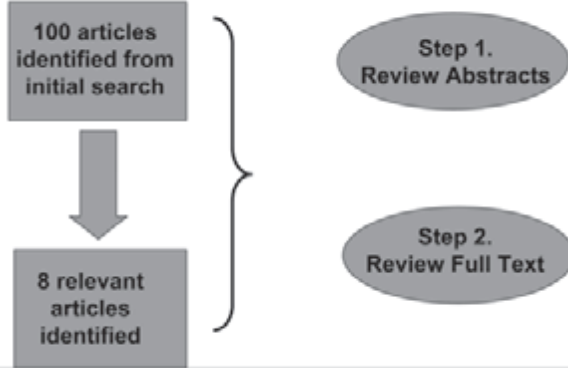 100 articles
identified from
initial search
8 relevant
articles
identified
Step 1.
Review Abstracts
Step 2.
Review Full Text